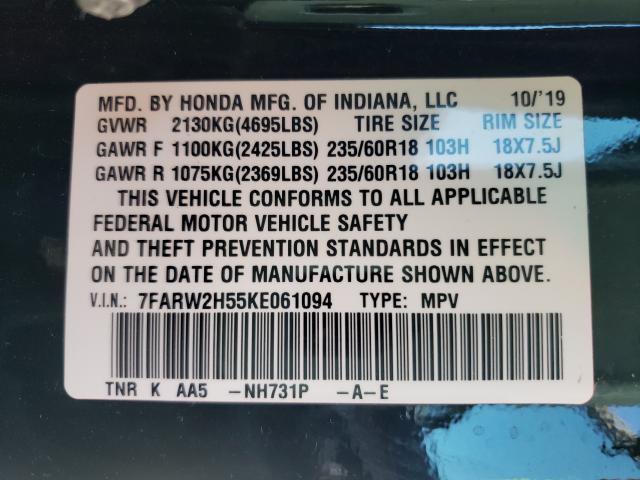 MFD. BY HONDA MFG. OF INDIANA, LLC 10/'19
GVWR 2130KG(4695LBS) TIRE SIZE RIM SIZE
GAWR F 1100KG(2425LBS) 235/60R18 103H 18X7.5J
GAWR R 1075KG(2369LBS) 235/60R18 103H 18X7.5J
THIS VEHICLE CONFORMS TO ALL APPLICABLE
FEDERAL MOTOR VEHICLE SAFETY
AND THEFT PREVENTION STANDARDS IN EFFECT
ON THE DATE OF MANUFACTURE SHOWN ABOVE.
V.I.N.: 7FARW2H55KE061094 TYPE: MPV
TNR K AA5 -NH731P -A-E